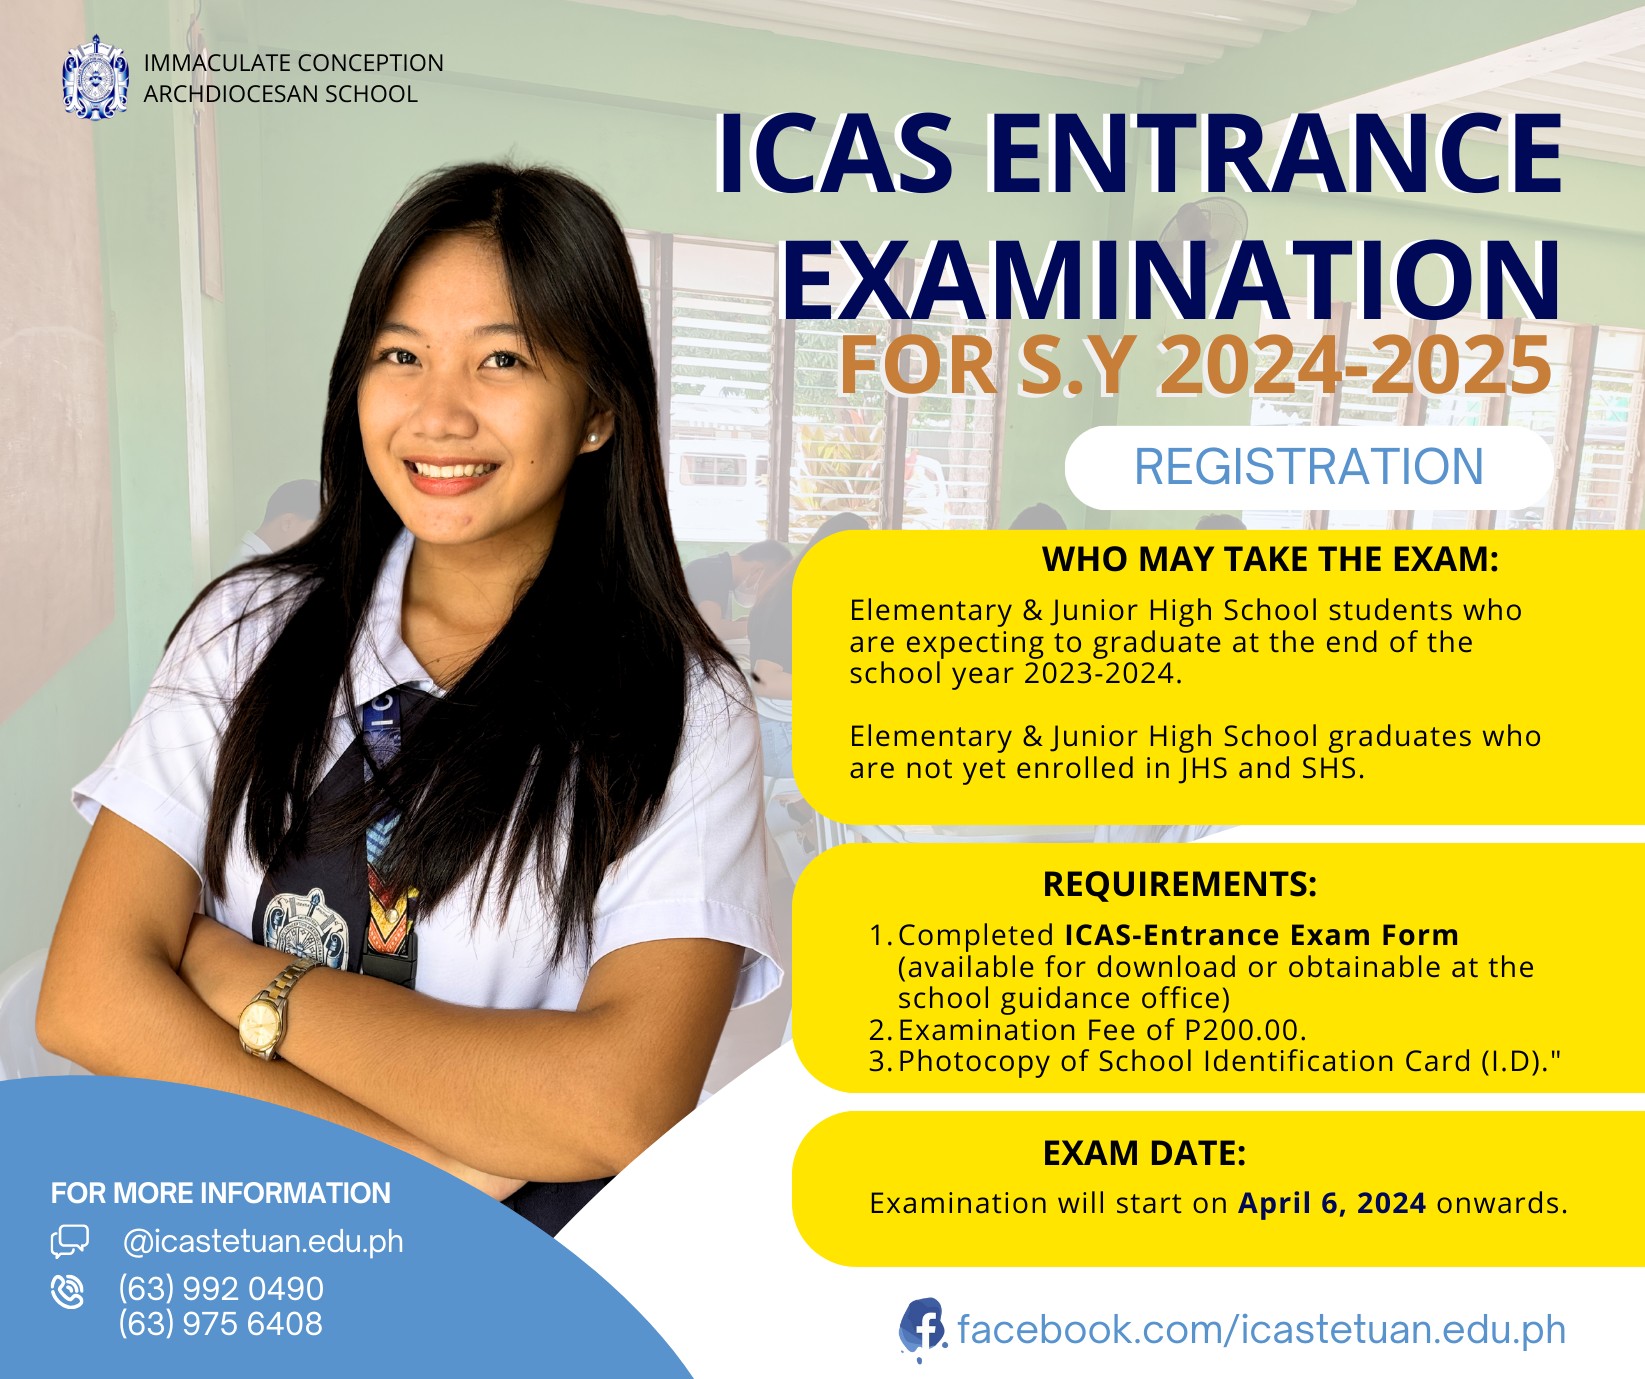 IMMACULATE CONCEPTION
ARCHDIOCESAN SCHOOL
ICAS ENTRANCE
EXAMINATION
FOR S.Y 2024-2025
REGISTRATION
WHO MAY TAKE THE EXAM:
Elementary & Junior High School students who
are expecting to graduate at the end of the
school year 2023-2024.
Elementary & Junior High School graduates who
are not yet enrolled in JHS and SHS.
REQUIREMENTS:
1. Completed ICAS-Entrance Exam Form
(available for download or obtainable at the
school guidance office)
2. Examination Fee of P200.00.
3. Photocopy of School Identification Card (I.D)."
EXAM DATE:
Examination will start on April 6, 2024 onwards.
FOR MORE INFORMATION
@icastetuan.edu.ph
(63) 992 0490
(63) 975 6408
facebook.com/icastetuan.edu.ph